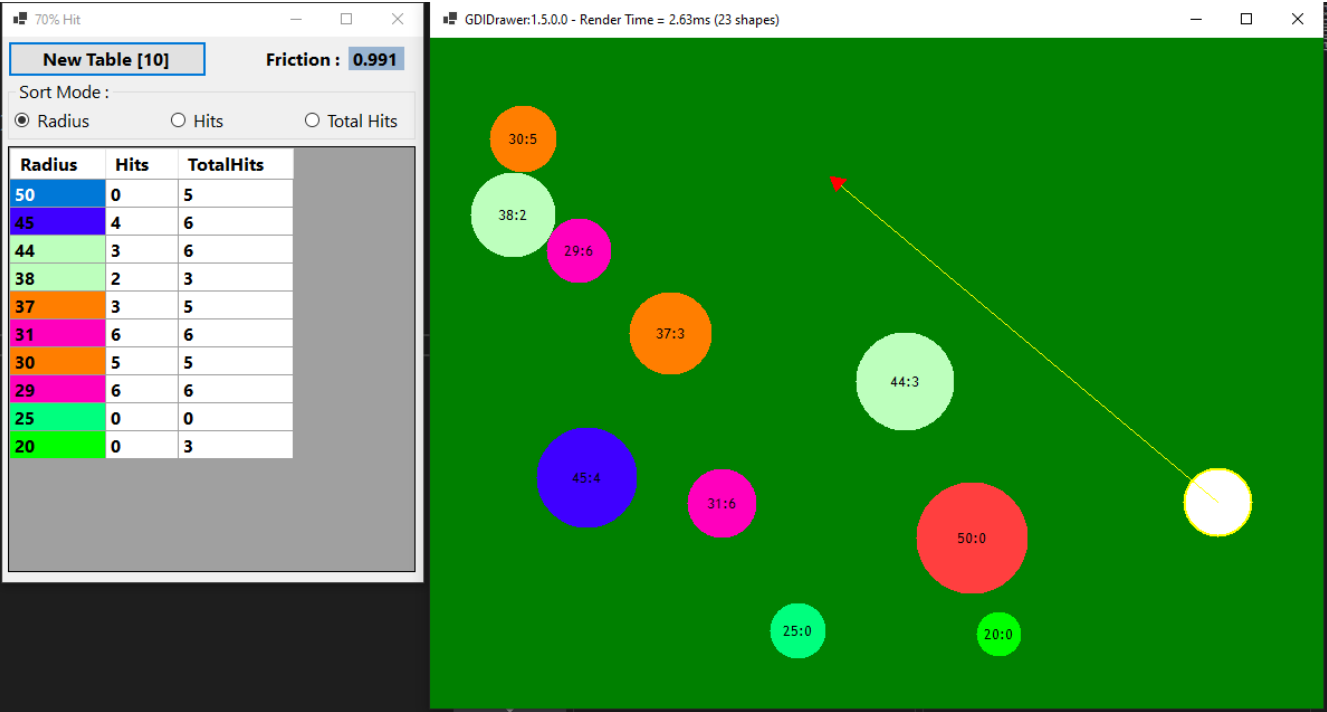 70% Hit
New Table [10] Friction : 0.991
Sort Mode :
Radius Hits Total Hits
Radius Hits TotalHits
50 0 5
45 4 6
44 3 6
38 2 3
37 3 5
31 6 6
30 5 5
29 6 6
25 0 0
20 0 3
GDIDrawer:1.5.0.0 - Render Time = 2.63ms (23 shapes)
30:5
38:2
29:6
37:3
44:3
45:4
31:6
50:0
25:0
20:0